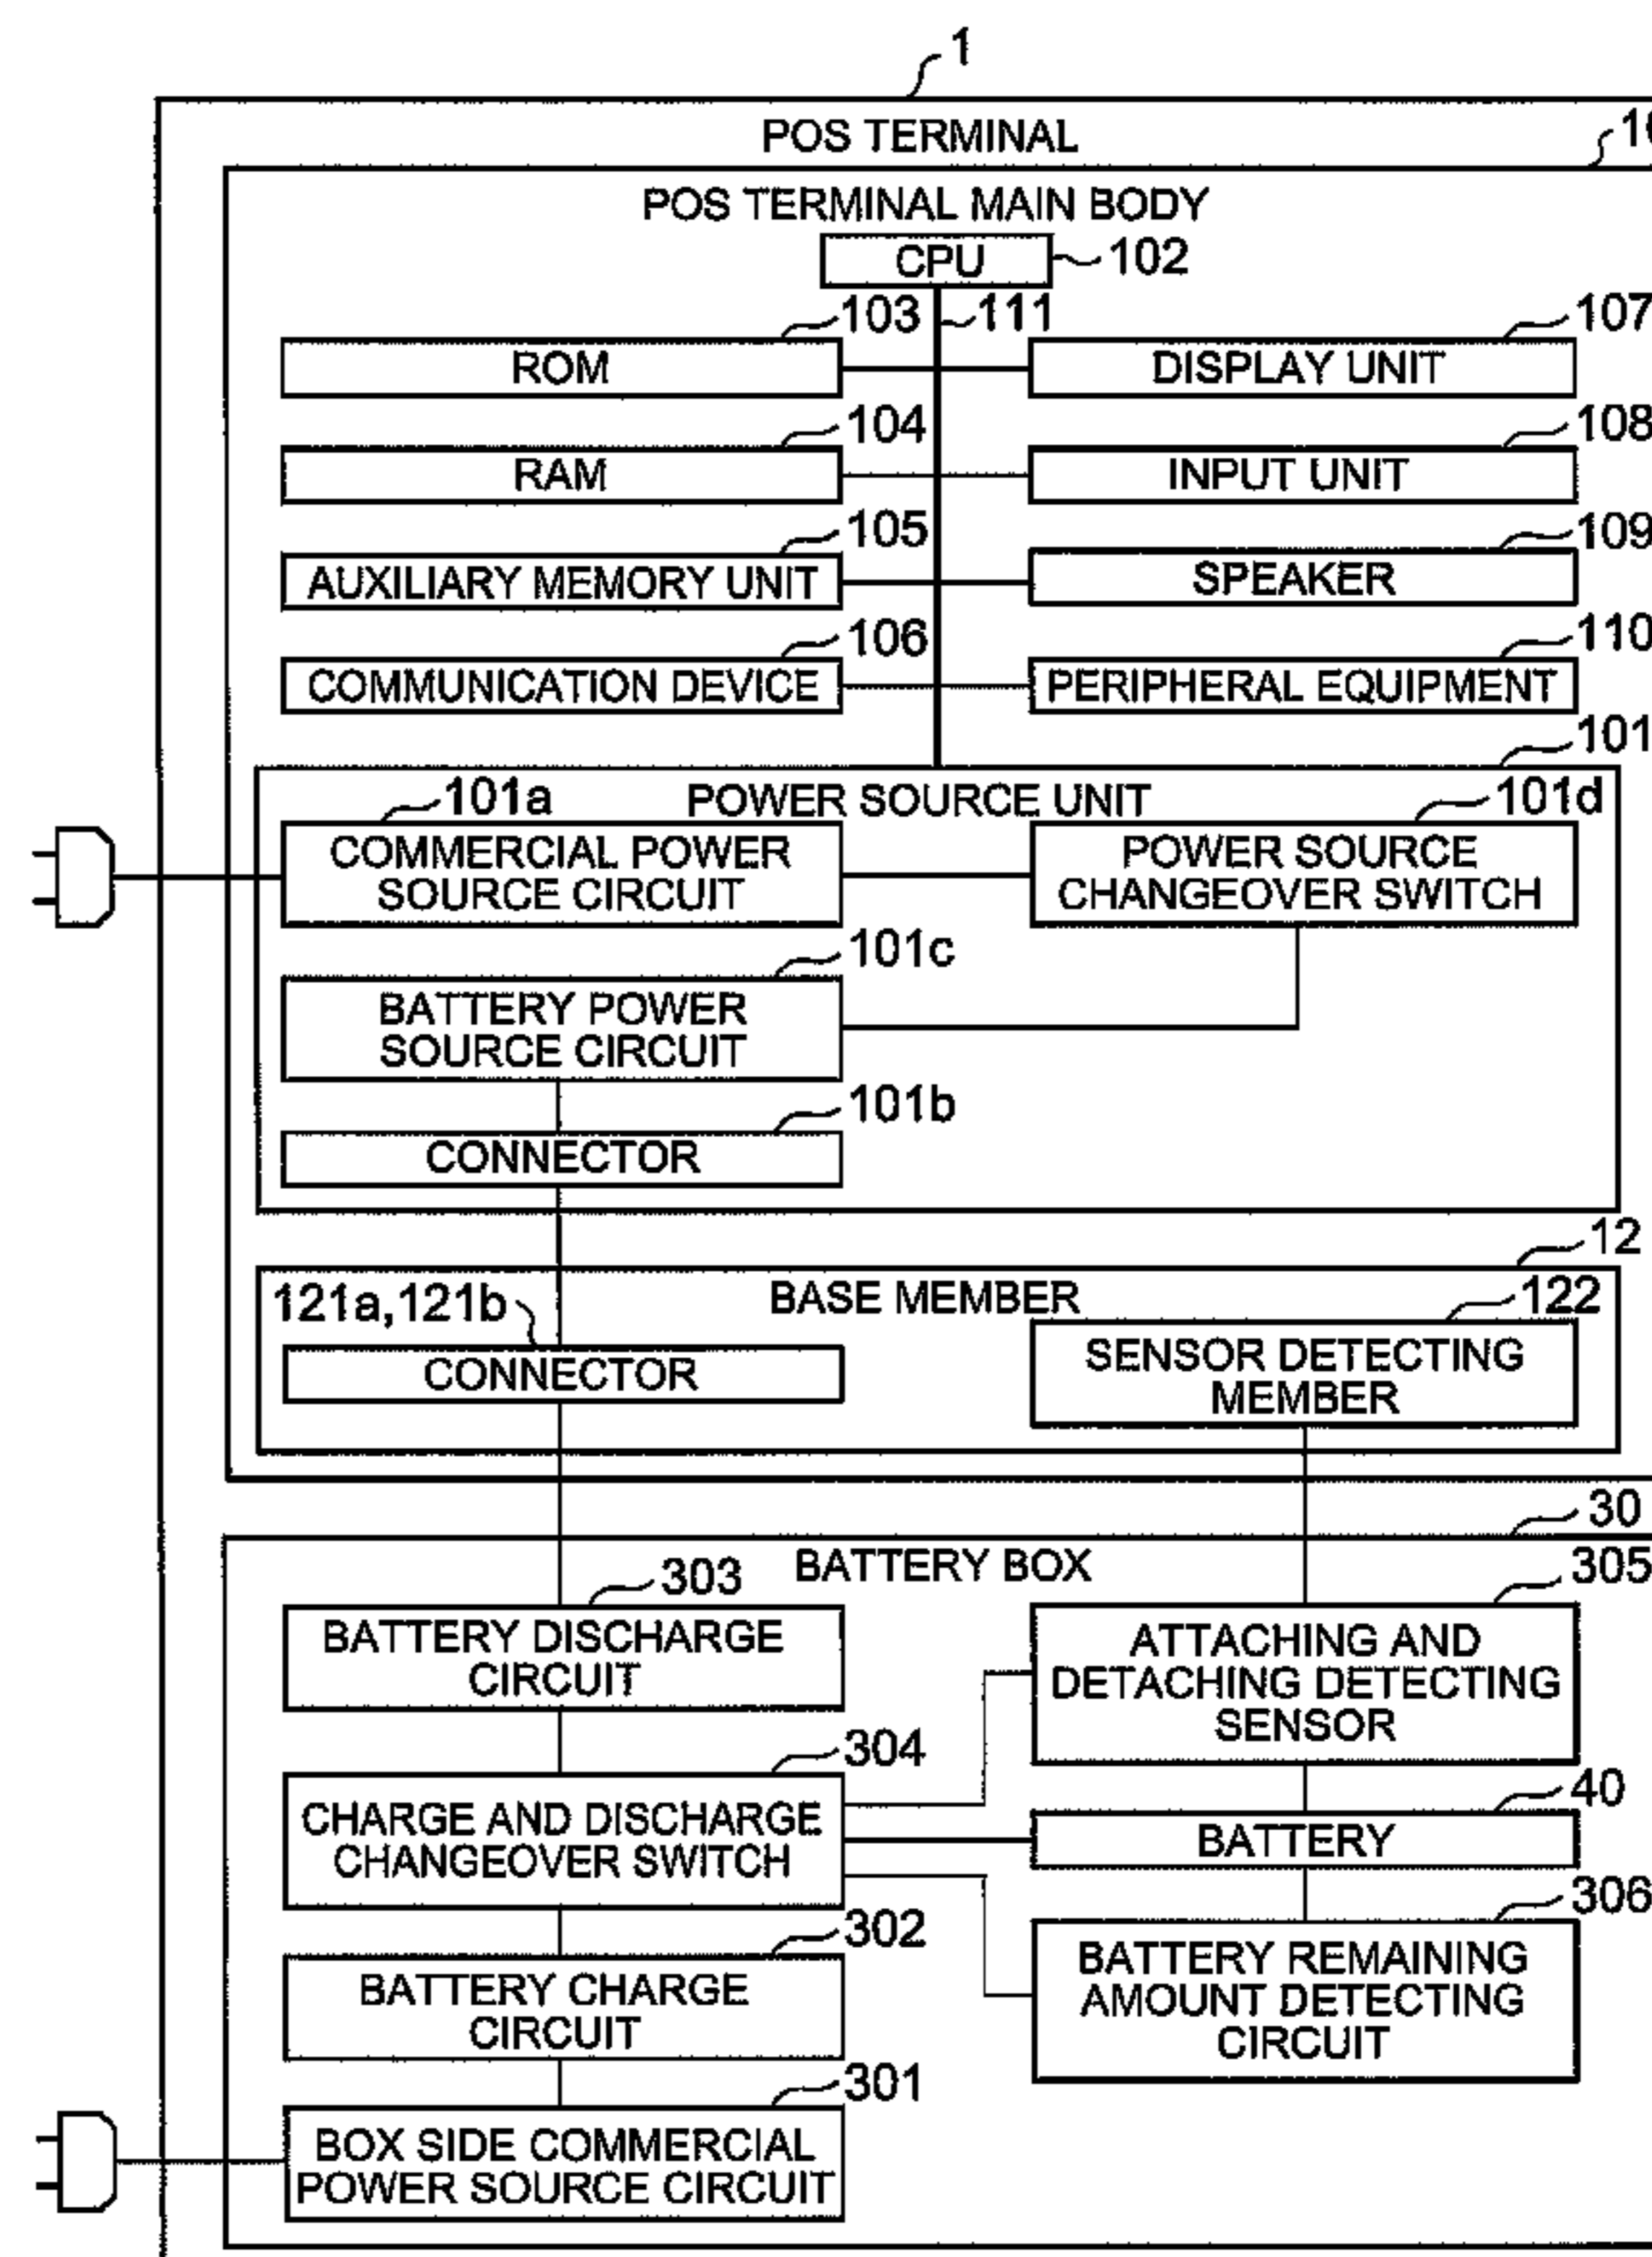 1
POS TERMINAL
10
POS TERMINAL MAIN BODY
CPU
102
103
111
107
ROM
DISPLAY UNIT
104
108
RAM
INPUT UNIT
105
109
AUXILIARY MEMORY UNIT
SPEAKER
106
110
COMMUNICATION DEVICE
PERIPHERAL EQUIPMENT
101
101a
POWER SOURCE UNIT
101d
COMMERCIAL POWER
SOURCE CIRCUIT
POWER SOURCE
CHANGEOVER SWITCH
101c
BATTERY POWER
SOURCE CIRCUIT
101b
CONNECTOR
12
121a,121b
BASE MEMBER
122
CONNECTOR
SENSOR DETECTING
MEMBER
30
BATTERY BOX
303
305
BATTERY DISCHARGE
CIRCUIT
ATTACHING AND
DETACHING DETECTING
SENSOR
304
40
CHARGE AND DISCHARGE
CHANGEOVER SWITCH
BATTERY
302
306
BATTERY CHARGE
CIRCUIT
BATTERY REMAINING
AMOUNT DETECTING
CIRCUIT
301
BOX SIDE COMMERCIAL
POWER SOURCE CIRCUIT